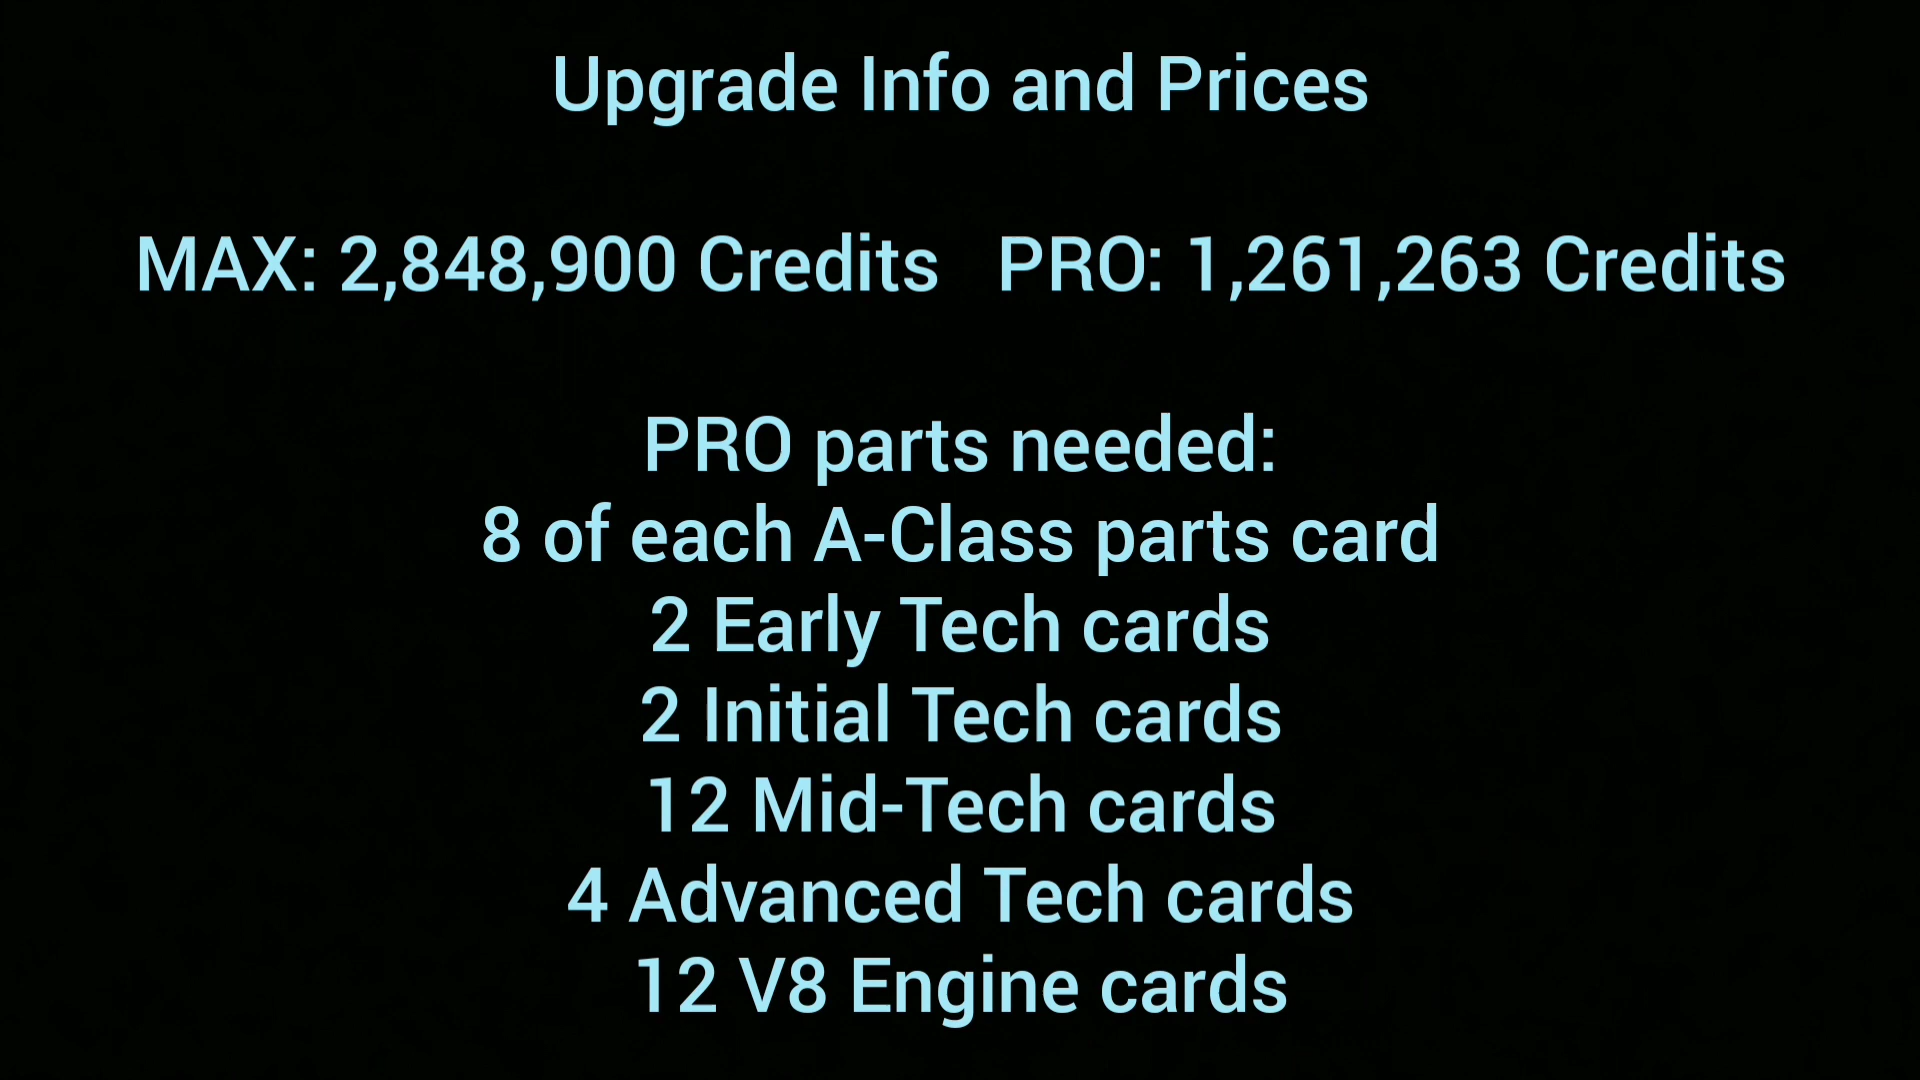 Upgrade Info and Prices
MAX: 2,848,900 Credits   PRO: 1,261,263 Credits
PRO parts needed:
8 of each A-Class parts card
2 Early Tech cards
2 Initial Tech cards
12 Mid-Tech cards
4 Advanced Tech cards
12 V8 Engine cards